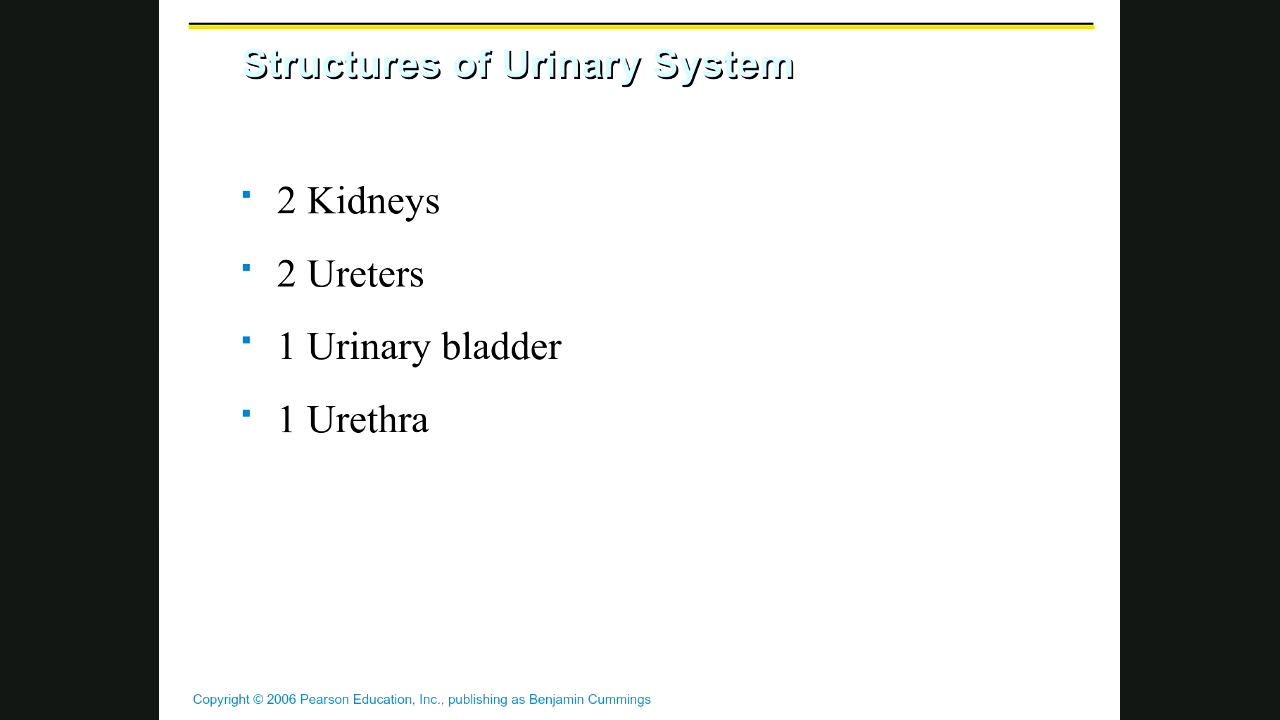 Structures of Urinary System
2 Kidneys
2 Ureters
1 Urinary bladder
1 Urethra
Copyright © 2006 Pearson Education, Inc., publishing as Benjamin Cummings